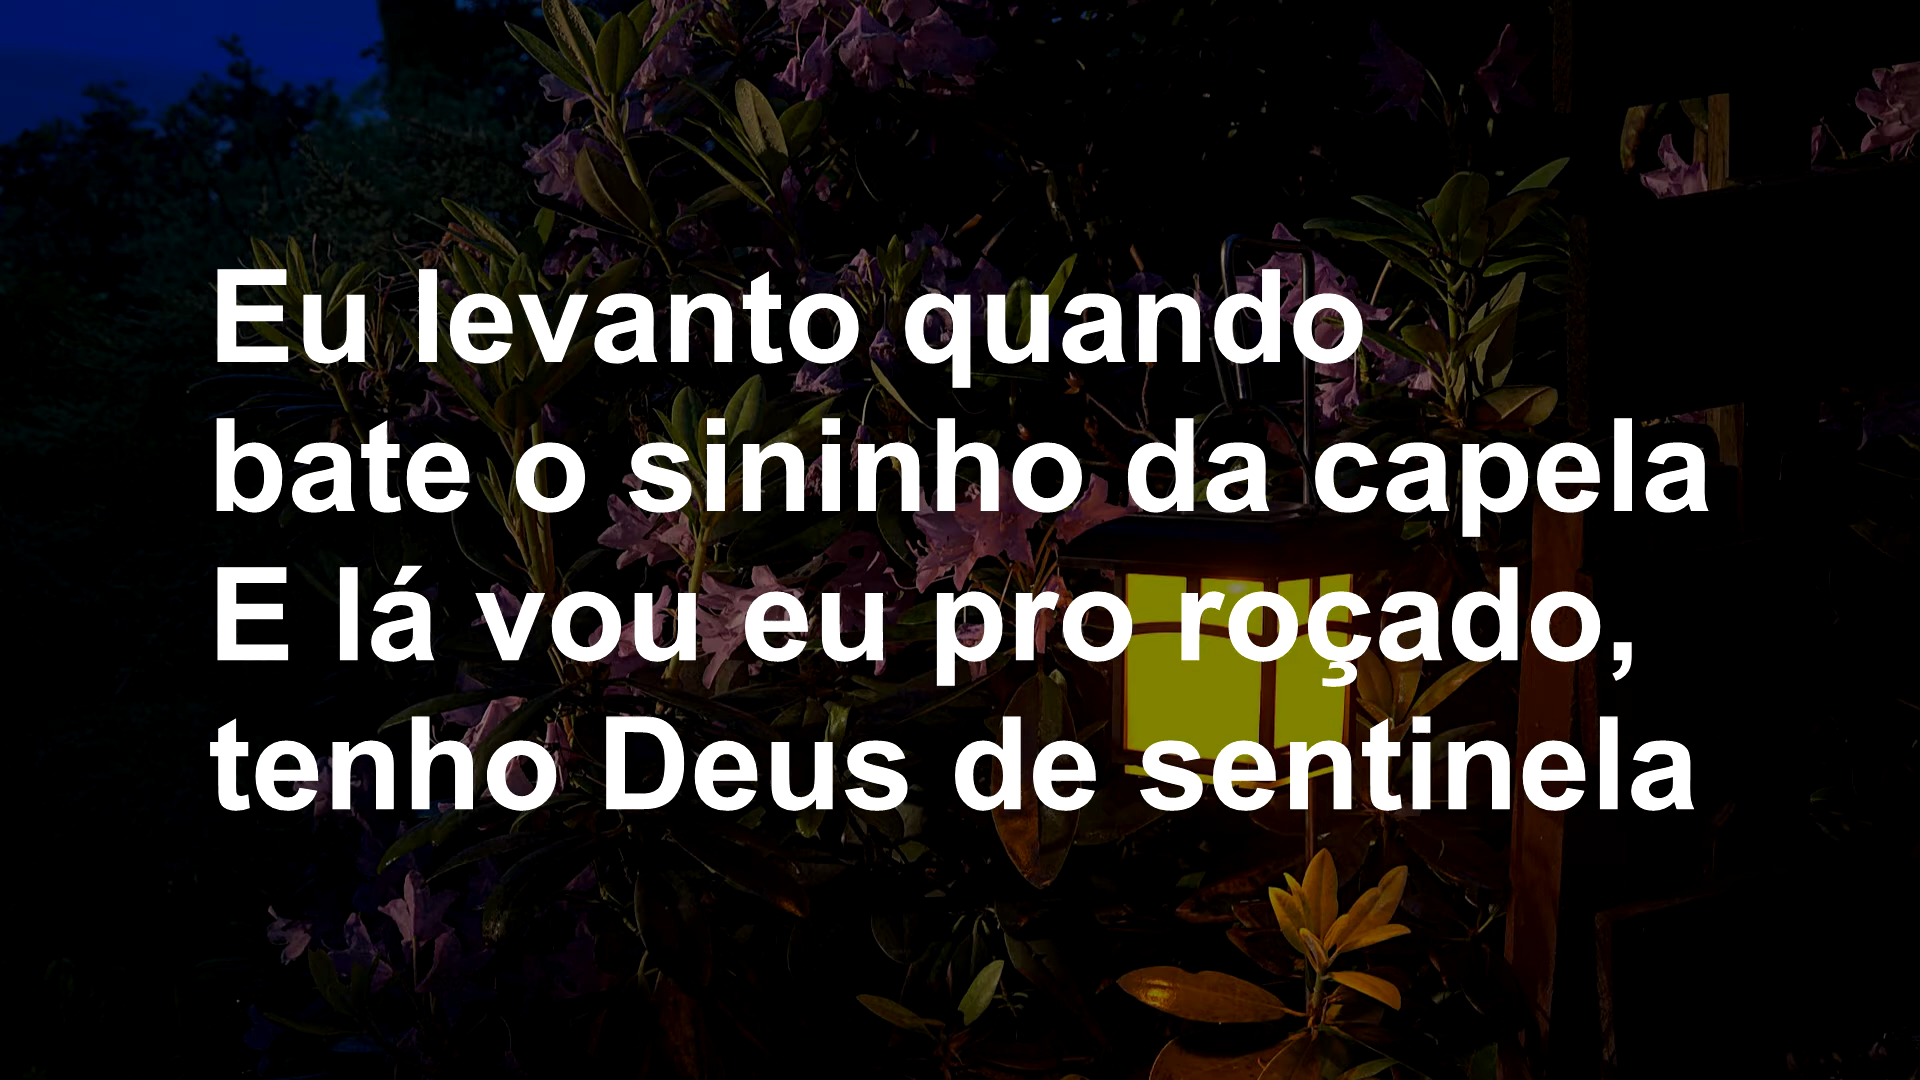 Eu levanto quando
bate o sininho da capela
E lá vou eu pro roçado,
tenho Deus de sentinela